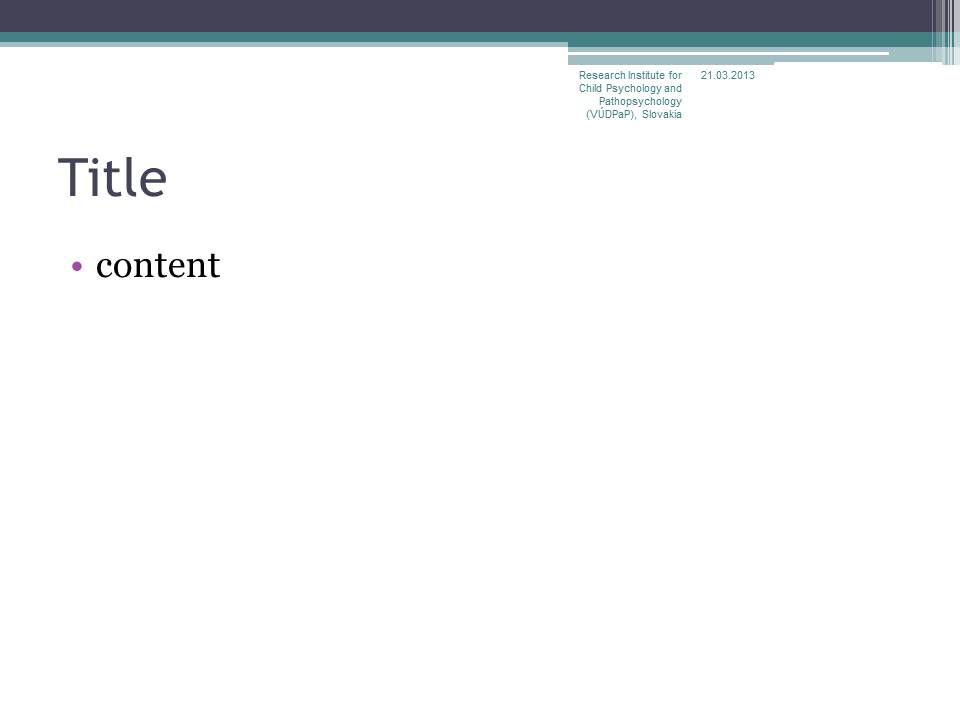 Research Institute for
Child Psychology and
Pathopsychology
(VÚDPaP), Slovakia
21.03.2013
Title
• content